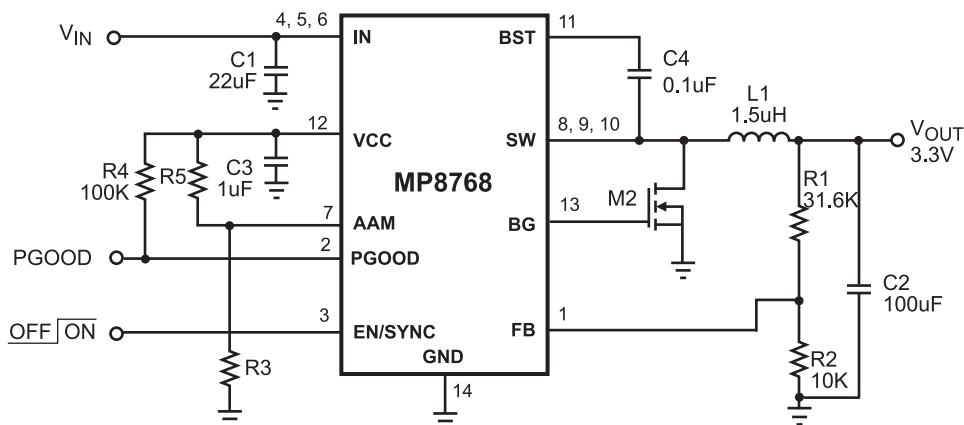 4, 5, 6
11
V_IN
IN
BST
C1
22uF
C4
0.1uF
L1
1.5uH
8, 9, 10
SW
12
VCC
V_OUT
3.3V
R4
100K
R5
C3
1uF
MP8768
M2
R1
31.6K
7
AAM
13
BG
PGOOD
2
PGOOD
C2
100uF
OFF ON
3
EN/SYNC
FB
1
GND
14
R3
R2
10K